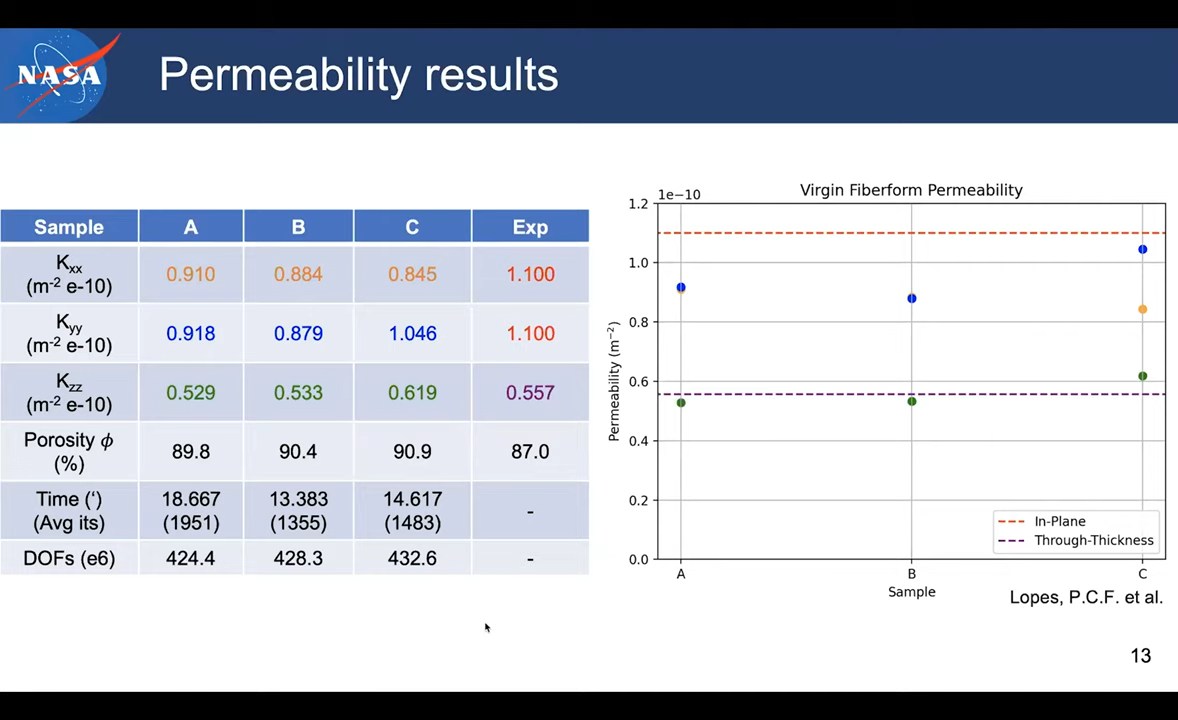 NASA
Permeability results
Sample A B C Exp
Kxx
(m-2 e-10) 0.910 0.884 0.845 1.100
Kyy
(m-2 e-10) 0.918 0.879 1.046 1.100
Kzz
(m-2 e-10) 0.529 0.533 0.619 0.557
Porosity ϕ
(%) 89.8 90.4 90.9 87.0
Time (‘) 18.667 13.383 14.617 -
(Avg its) (1951) (1355) (1483)
DOFs (e6) 424.4 428.3 432.6 -
Virgin Fiberform Permeability
1e−10
1.2
1.0
0.8
0.6
0.4
0.2
0.0
Permeability (m−2)
In-Plane
Through-Thickness
A B C
Sample
Lopes, P.C.F. et al.
13